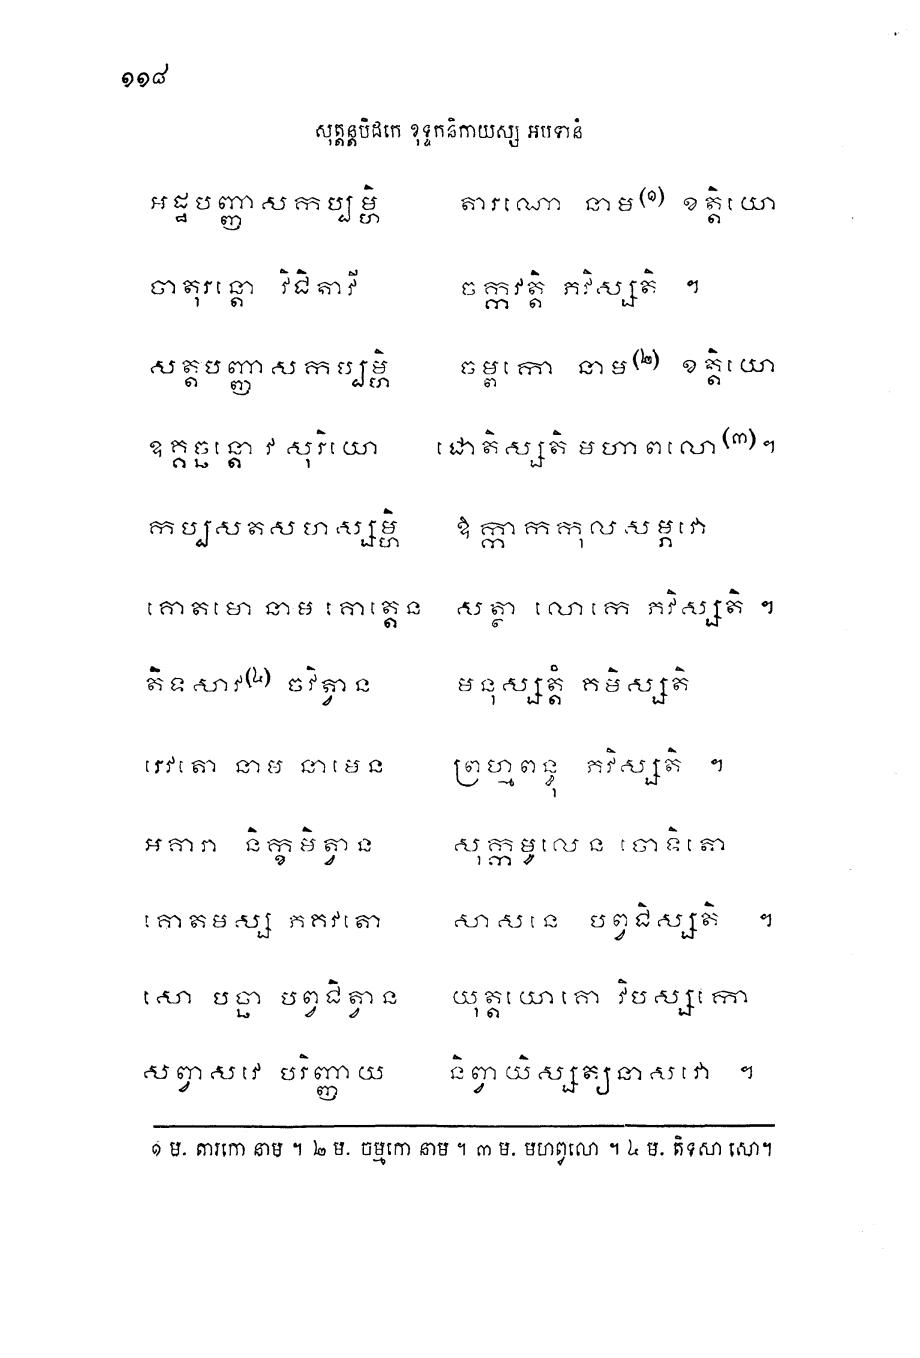 ១១៨
សុត្តន្តបិដកេ ខុទ្ទកនិកាយស្ស អបទានំ
អដ្ឋបញ្ញាសកប្បម្ហិ តារណោ នាម(១) ខត្តិយោ
ចាតុរន្តោ វិជិតាវី ចក្កវត្តិ ភវិស្សតិ ។
សត្តបញ្ញាសកប្បម្ហិ ចម្ពកោ នាម(២) ខត្តិយោ
ឧគ្គច្ឆន្តោវ សុរិយោ ជោតិស្សតិ មហាពលោ(៣)។
កប្បសតសហស្សម្ហិ ឱក្កាកកុលសម្ភវោ
គោតមោ នាម គោត្តេន សត្ថា លោកេ ភវិស្សតិ ។
តិទសាវ(៤) ចវិត្វាន មនុស្សត្តំ គមិស្សតិ
រេវតោ នាម នាមេន ព្រហ្មពន្ធុ ភវិស្សតិ ។
អគារា និក្ខមិត្វាន សុក្កមូលេន ចោទិតោ
គោតមស្ស ភគវតោ សាសនេ បព្វជិស្សតិ ។
សោ បច្ឆា បព្វជិត្វាន យុត្តយោគោ វិបស្សកោ
សព្វាសវេ បរិញ្ញាយ និព្វាយិស្សត្យនាសវោ ។
១ ម. តារកោ នាម ។ ២ ម. ចម្មកោ នាម ។ ៣ ម. មហព្វលោ ។ ៤ ម. តិទសា សោ។